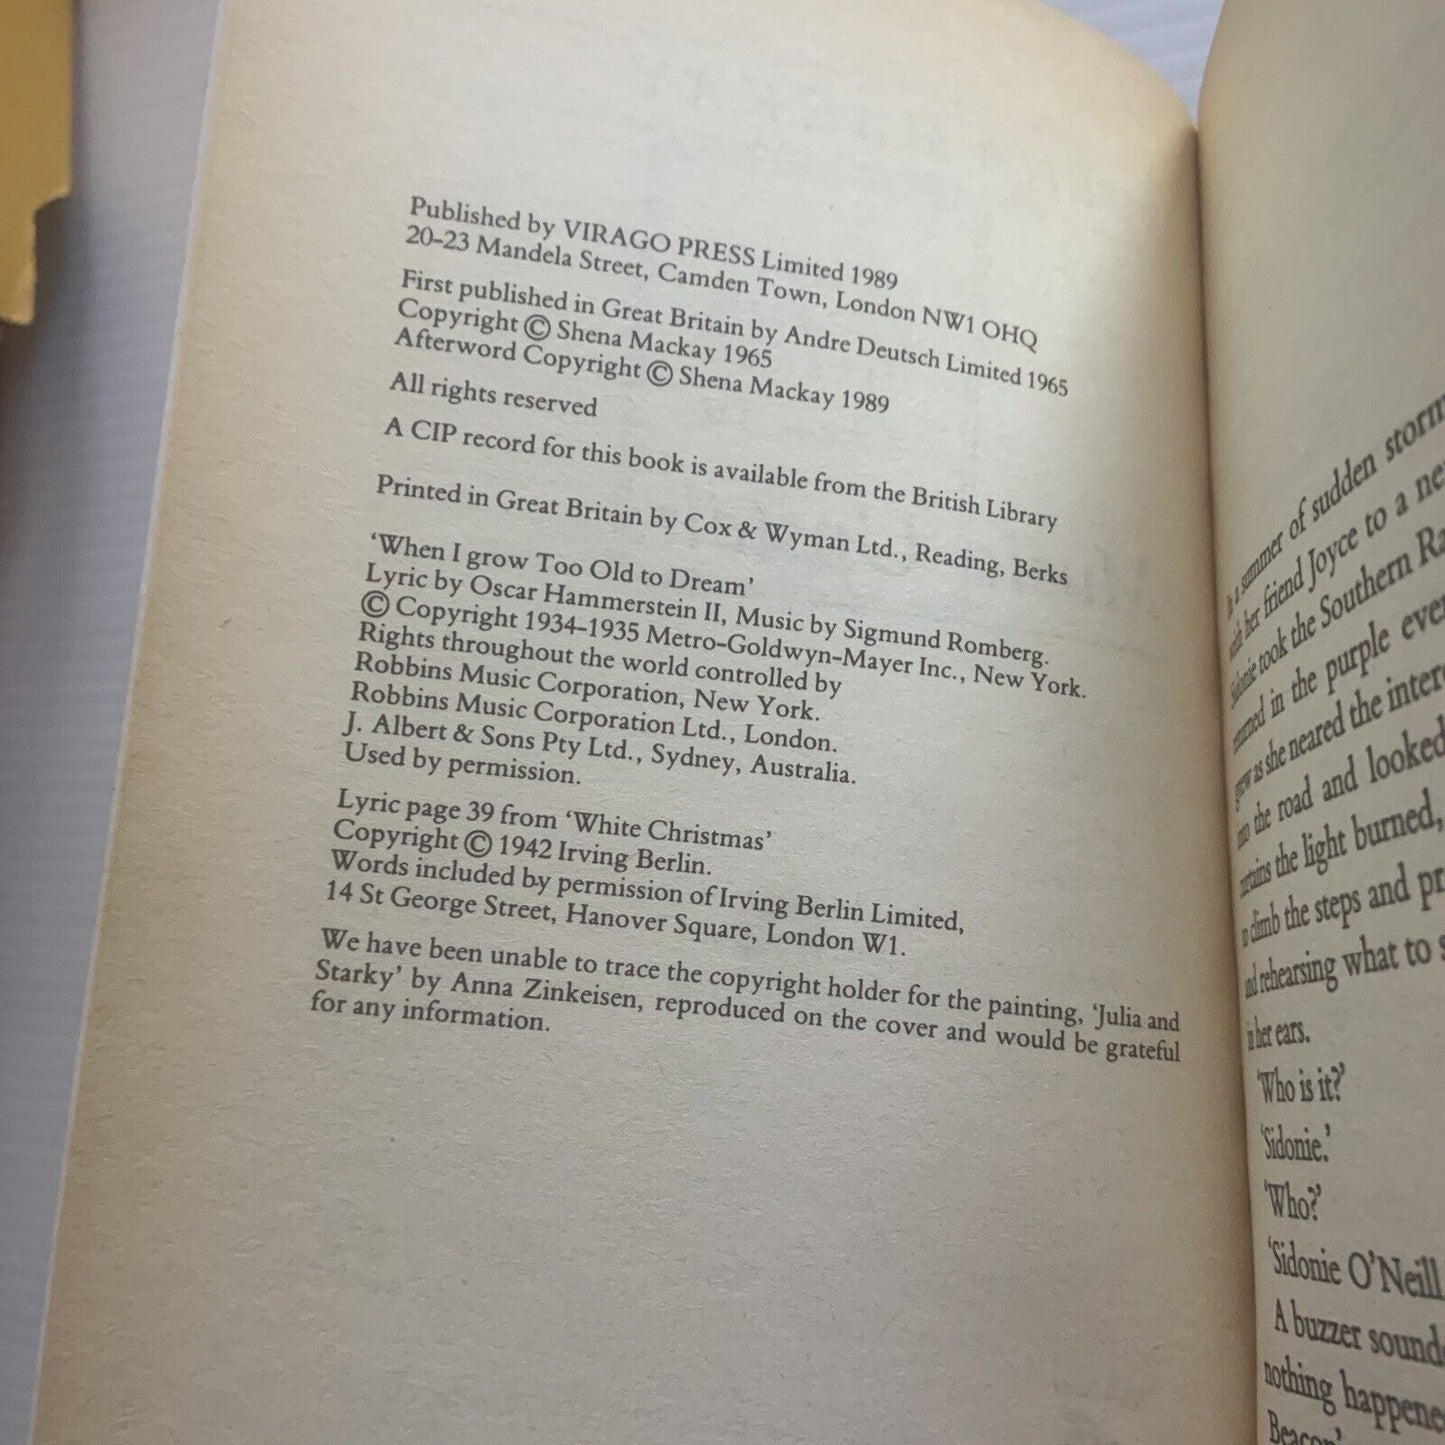 Published by VIRAGO PRESS Limited 1989
20-23 Mandela Street, Camden Town, London NW1 OHQ
First published in Great Britain by Andre Deutsch Limited 1965
Copyright © Shena Mackay 1965
Afterword Copyright © Shena Mackay 1989
All rights reserved
A CIP record for this book is available from the British Library
Printed in Great Britain by Cox & Wyman Ltd., Reading, Berks
'When I grow Too Old to Dream'
Lyric by Oscar Hammerstein II, Music by Sigmund Romberg.
© Copyright 1934-1935 Metro-Goldwyn-Mayer Inc., New York.
Rights throughout the world controlled by
Robbins Music Corporation, New York.
Robbins Music Corporation Ltd., London.
J. Albert & Sons Pty Ltd., Sydney, Australia.
Used by permission.
Lyric page 39 from 'White Christmas'
Copyright © 1942 Irving Berlin.
Words included by permission of Irving Berlin Limited,
14 St George Street, Hanover Square, London W1.
We have been unable to trace the copyright holder for the painting, 'Julia and
Starky' by Anna Zinkeisen, reproduced on the cover and would be grateful
for any information.
a summer of sudden
with her friend Joyce to a
Sidonie took the Southern
in the purple
as she neared the
the road and looked
the light burned,
to climb the steps and
and rehearsing what to
in her ears.
'Who is it?'
'Sidonie.'
'Who?'
'Sidonie O'Neill
A buzzer
nothing